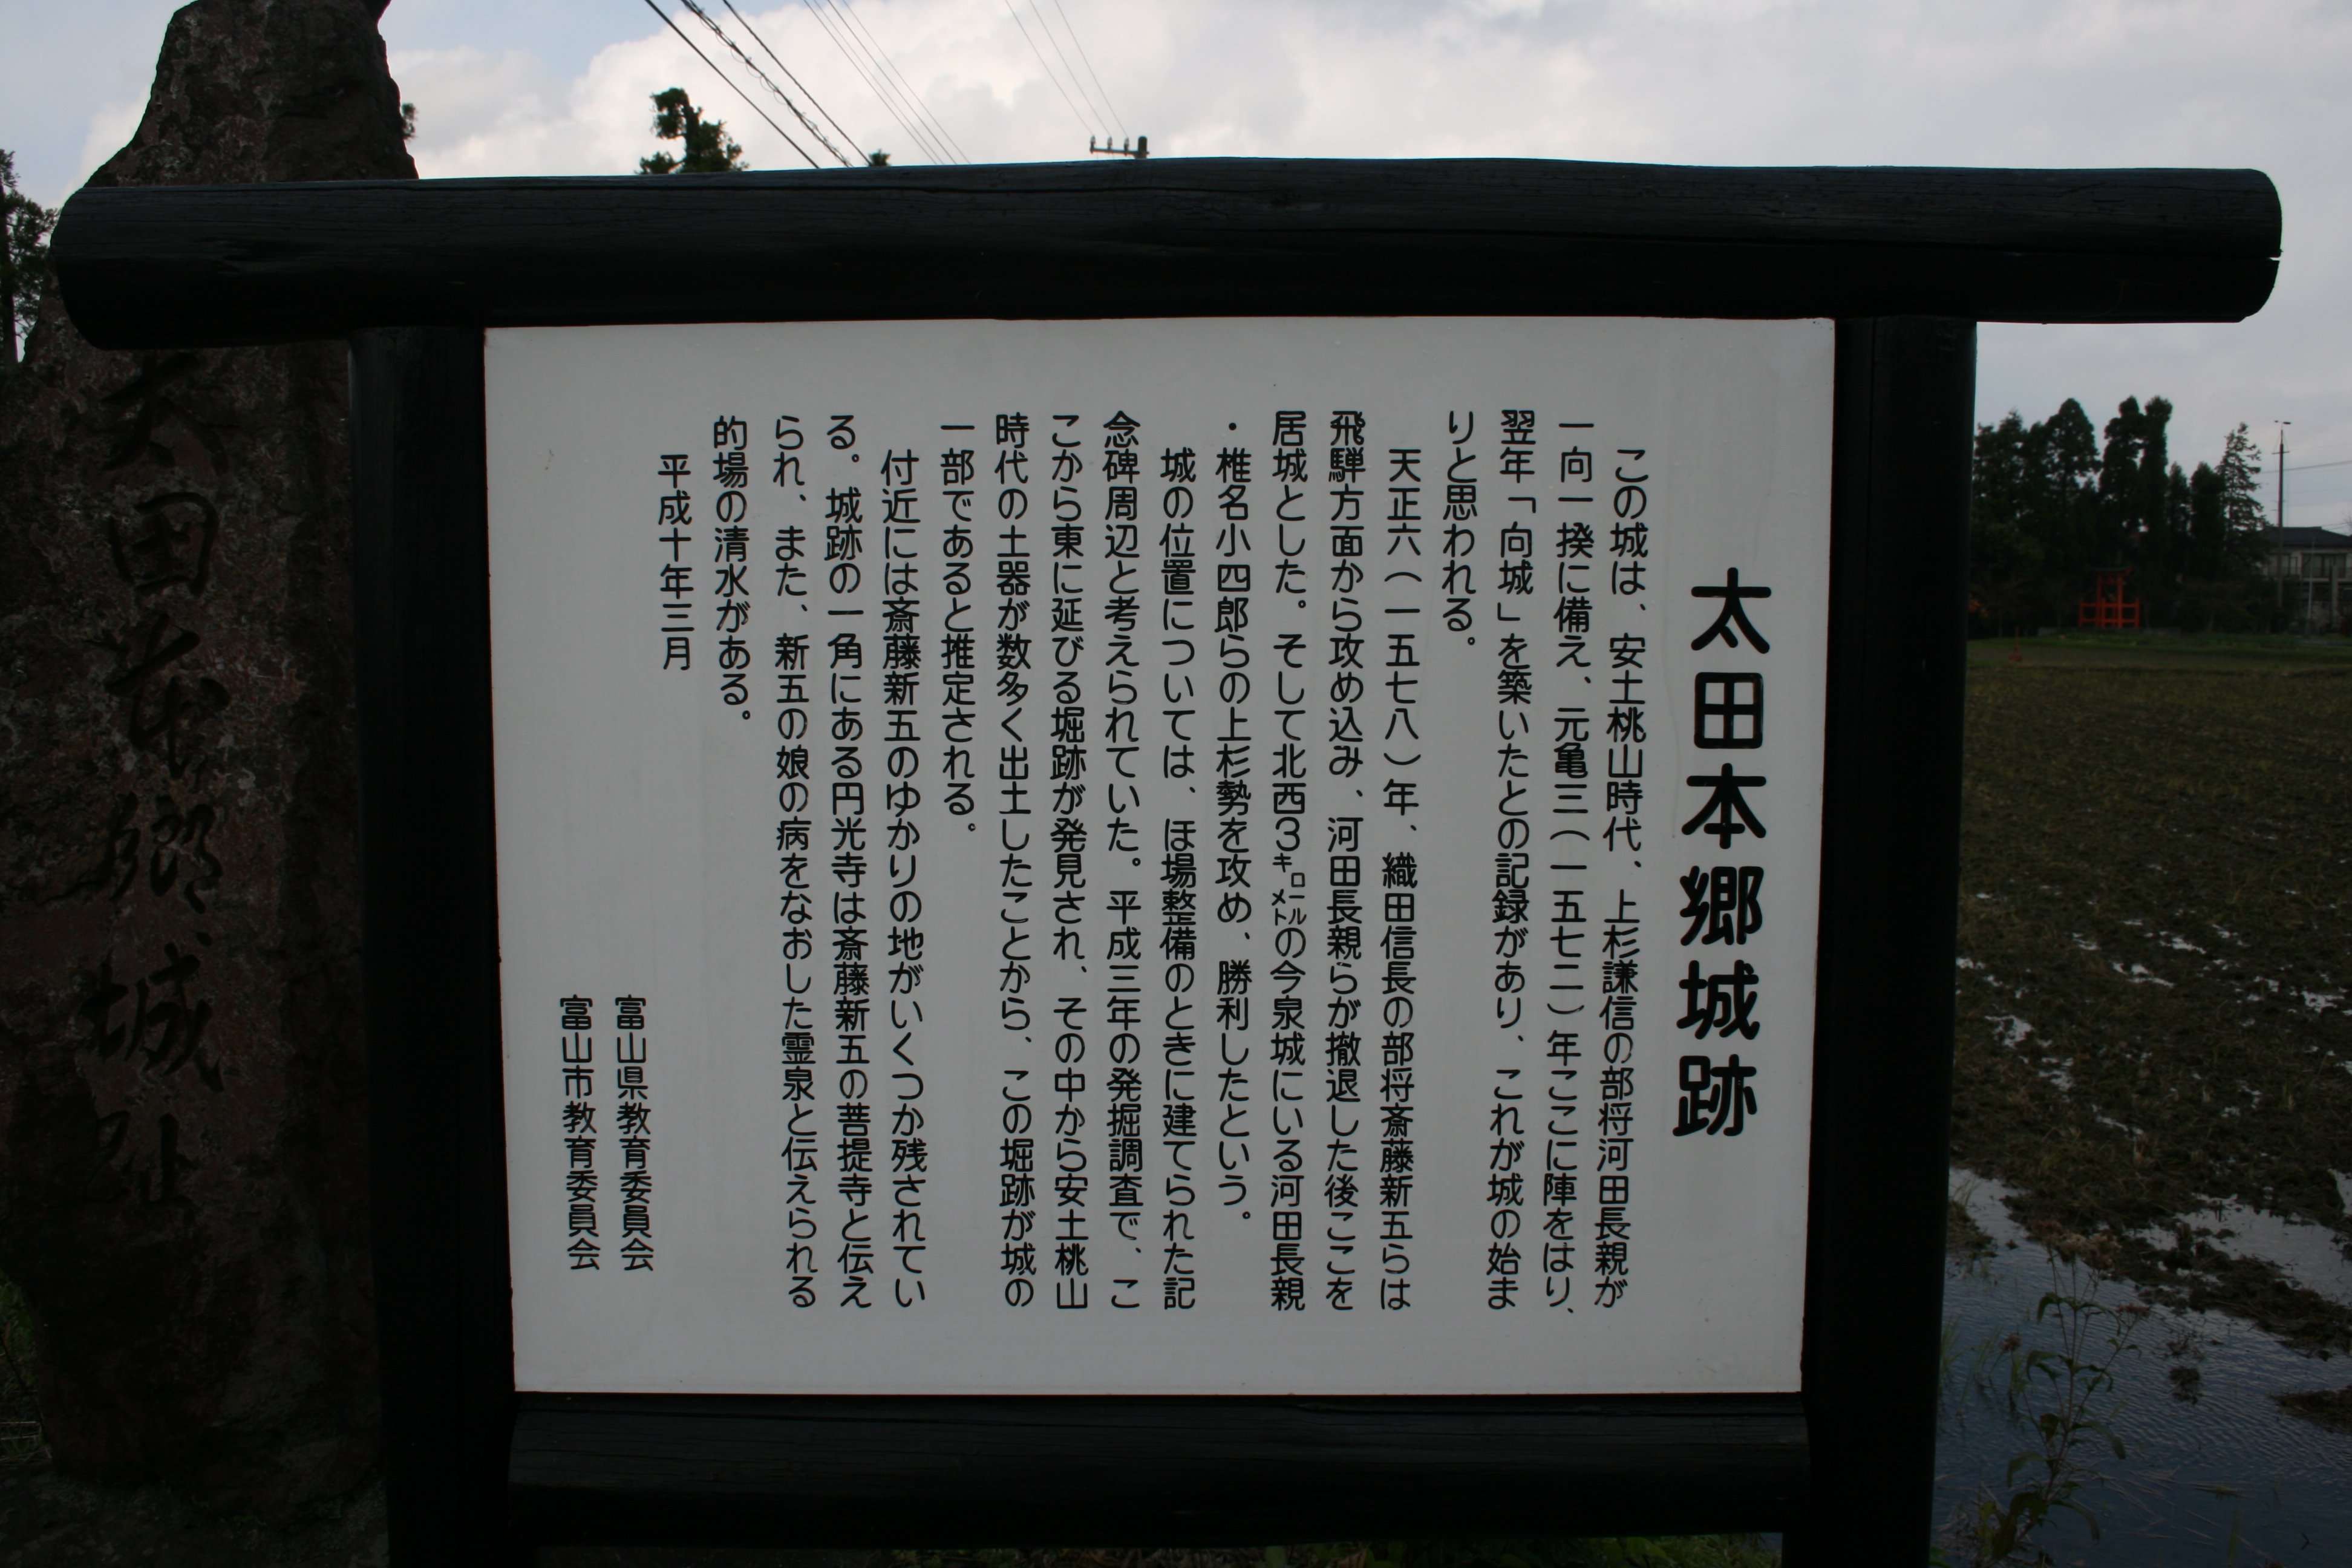 太田本郷城跡
この城は、安土桃山時代、上杉謙信の部将河田長親が
一向一揆に備え、元亀三（一五七二）年ここに陣をはり、
翌年「向城」を築いたとの記録があり、これが城の始ま
りと思われる。
天正六（一五七八）年、織田信長の部将斎藤新五らは
飛騨方面から攻め込み、河田長親らが撤退した後ここを
居城とした。そして北西3キロメートルの今泉城にいる河田長親
・椎名小四郎らの上杉勢を攻め、勝利したという。
城の位置については、ほ場整備のときに建てられた記
念碑周辺と考えられていた。平成三年の発掘調査で、こ
こから東に延びる堀跡が発見され、その中から安土桃山
時代の土器が数多く出土したことから、この堀跡が城の
一部であると推定される。
付近には斎藤新五のゆかりの地がいくつか残されてい
る。城跡の一角にある円光寺は斎藤新五の菩提寺と伝え
られ、また、新五の娘の病をなおした霊泉と伝えられる
的場の清水がある。
平成十年三月
富山県教育委員会
富山市教育委員会
太田本郷城址